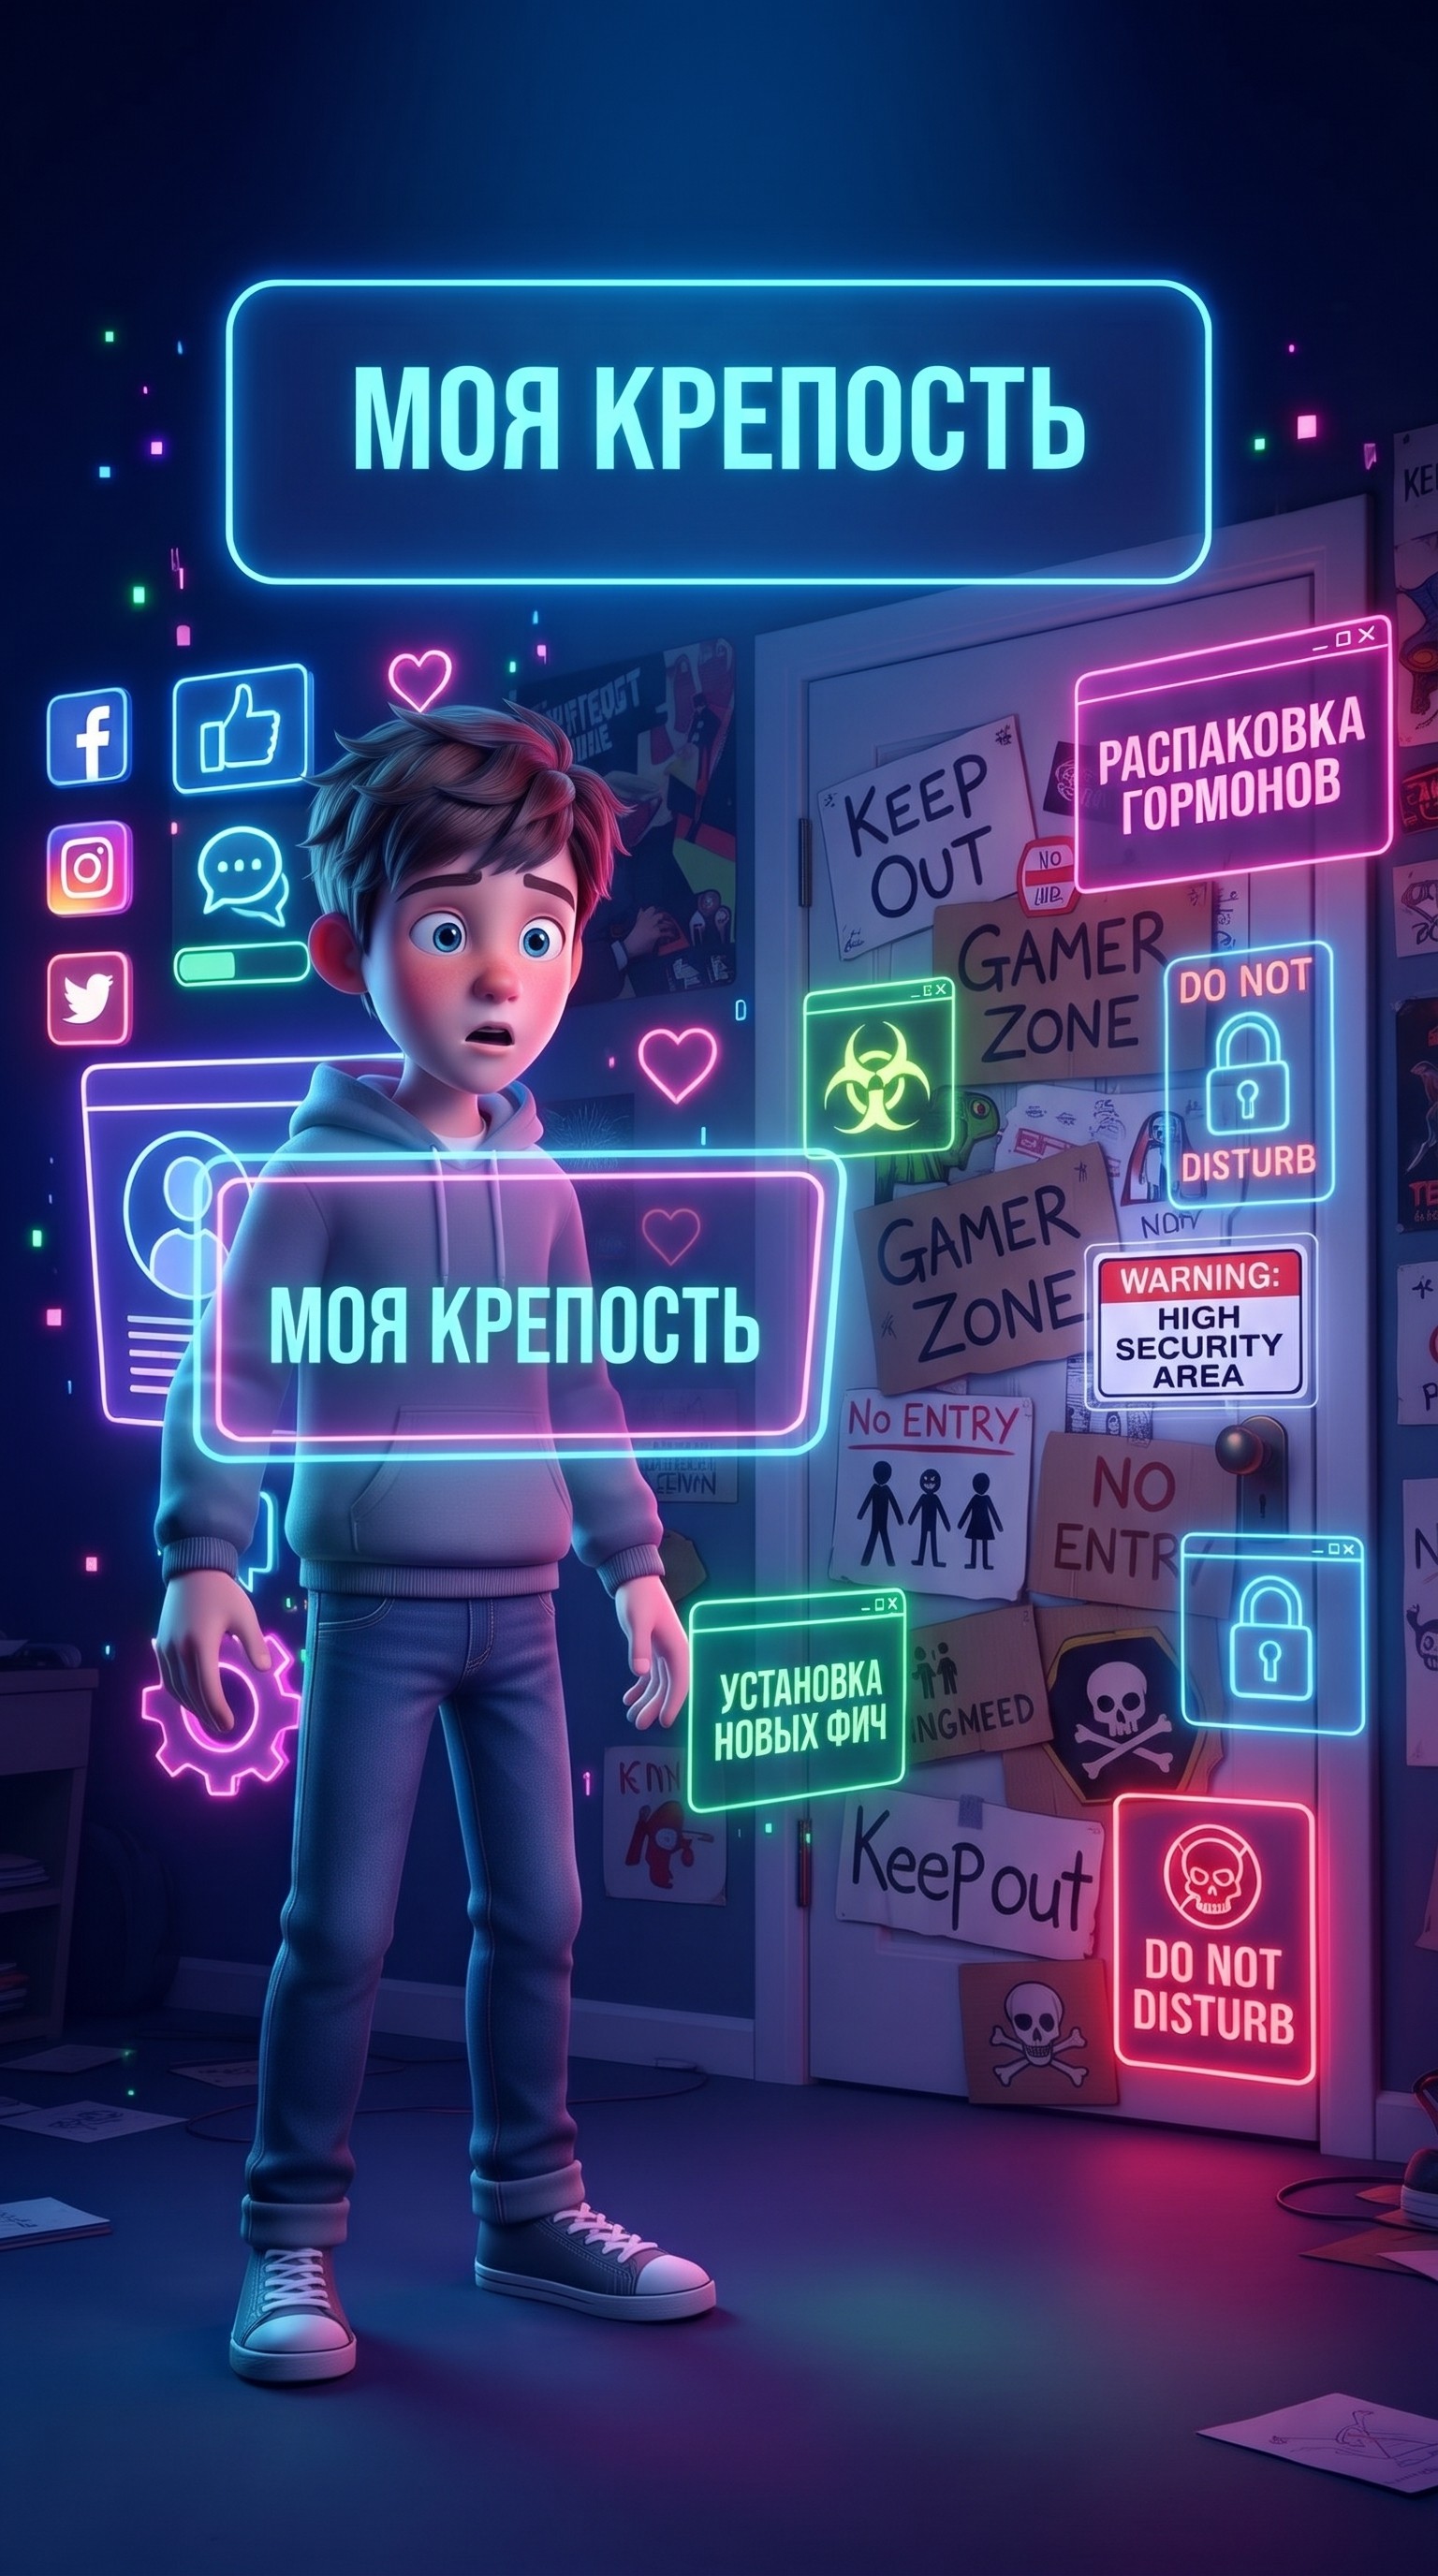 МОЯ КРЕПОСТЬ
РАСПАКОВКА
ГОРМОНОВ
KEEP
OUT
NO
GAMER
ZONE
DO NOT
DISTURB
GAMER
ZONE
МОЯ КРЕПОСТЬ
WARNING:
HIGH
SECURITY
AREA
NO ENTRY
NO
ENTRY
УСТАНОВКА
НОВЫХ ФИЧ
Keep out
DO NOT
DISTURB